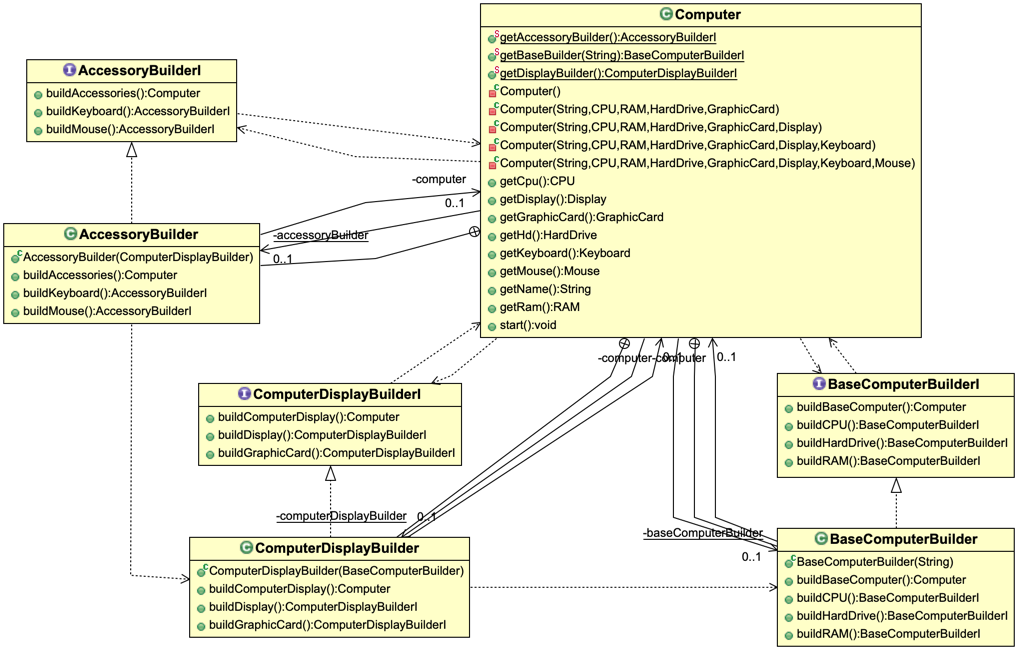 Computer
getAccessoryBuilder():AccessoryBuilderI
getBaseBuilder(String):BaseComputerBuilderI
getDisplayBuilder():ComputerDisplayBuilderI
Computer()
Computer(String,CPU,RAM,HardDrive,GraphicCard)
Computer(String,CPU,RAM,HardDrive,GraphicCard,Display)
Computer(String,CPU,RAM,HardDrive,GraphicCard,Display,Keyboard)
Computer(String,CPU,RAM,HardDrive,GraphicCard,Display,Keyboard,Mouse)
getCpu():CPU
getDisplay():Display
getGraphicCard():GraphicCard
getHd():HardDrive
getKeyboard():Keyboard
getMouse():Mouse
getName():String
getRam():RAM
start():void
AccessoryBuilderI
buildAccessories():Computer
buildKeyboard():AccessoryBuilderI
buildMouse():AccessoryBuilderI
-computer
0..1
-accessoryBuilder
0..1
AccessoryBuilder
AccessoryBuilder(ComputerDisplayBuilder)
buildAccessories():Computer
buildKeyboard():AccessoryBuilderI
buildMouse():AccessoryBuilderI
-computer
0..1
-computer
0..1
ComputerDisplayBuilderI
buildComputerDisplay():Computer
buildDisplay():ComputerDisplayBuilderI
buildGraphicCard():ComputerDisplayBuilderI
BaseComputerBuilderI
buildBaseComputer():Computer
buildCPU():BaseComputerBuilderI
buildHardDrive():BaseComputerBuilderI
buildRAM():BaseComputerBuilderI
-computerDisplayBuilder
0..1
-baseComputerBuilder
0..1
ComputerDisplayBuilder
ComputerDisplayBuilder(BaseComputerBuilder)
buildComputerDisplay():Computer
buildDisplay():ComputerDisplayBuilderI
buildGraphicCard():ComputerDisplayBuilderI
BaseComputerBuilder
BaseComputerBuilder(String)
buildBaseComputer():Computer
buildCPU():BaseComputerBuilderI
buildHardDrive():BaseComputerBuilderI
buildRAM():BaseComputerBuilderI